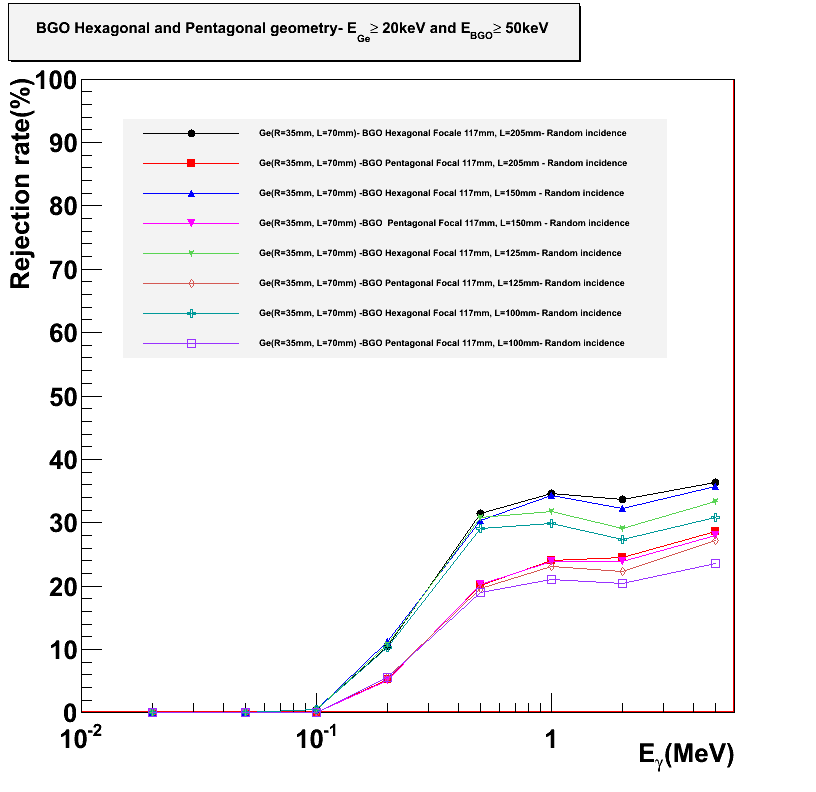 BGO Hexagonal and Pentagonal geometry- E_Ge ≥ 20keV and E_BGO ≥ 50keV
Rejection rate(%)
100
90
80
70
60
50
40
30
20
10
0
Ge(R=35mm, L=70mm)- BGO Hexagonal Focale 117mm, L=205mm- Random incidence
Ge(R=35mm, L=70mm) -BGO Pentagonal Focal 117mm, L=205mm - Random incidence
Ge(R=35mm, L=70mm) -BGO Hexagonal Focal 117mm, L=150mm - Random incidence
Ge(R=35mm, L=70mm) -BGO  Pentagonal Focal 117mm, L=150mm - Random incidence
Ge(R=35mm, L=70mm) -BGO Hexagonal Focal 117mm, L=125mm- Random incidence
Ge(R=35mm, L=70mm) -BGO Pentagonal Focal 117mm, L=125mm- Random incidence
Ge(R=35mm, L=70mm) -BGO Hexagonal Focal 117mm, L=100mm- Random incidence
Ge(R=35mm, L=70mm) -BGO Pentagonal Focal 117mm, L=100mm- Random incidence
10^-2 10^-1 1
E_γ(MeV)